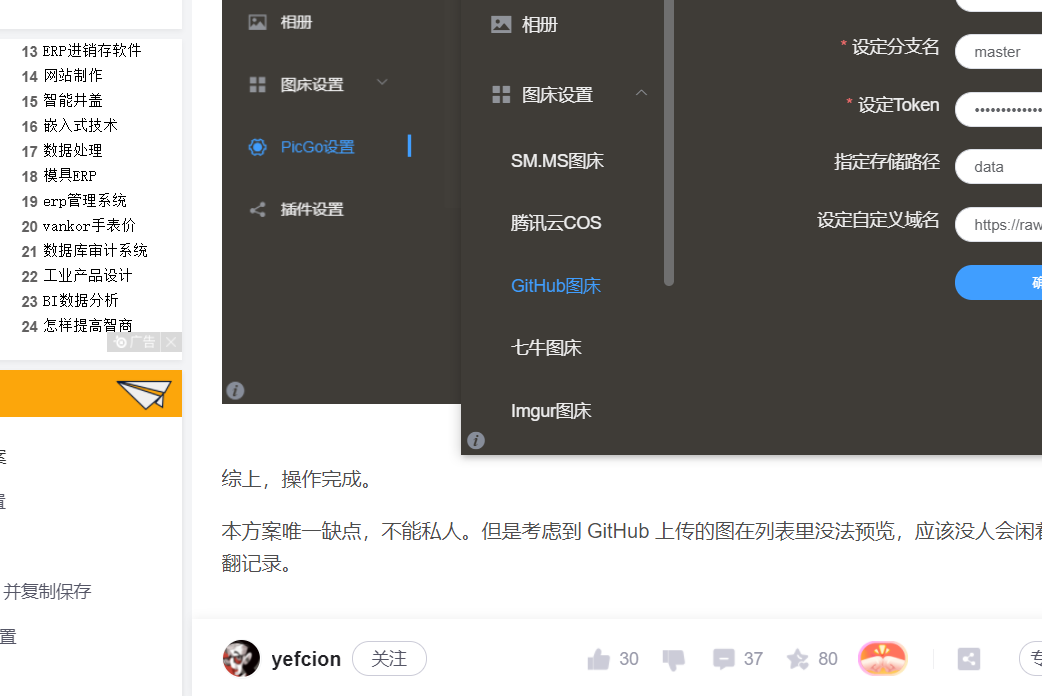 13 ERP进销存软件
14 网站制作
15 智能井盖
16 嵌入式技术
17 数据处理
18 模具ERP
19 erp管理系统
20 vankor手表价
21 数据库审计系统
22 工业产品设计
23 BI数据分析
24 怎样提高智商
广告
置
并复制保存
置
相册
图床设置
PicGo设置
插件设置
相册
图床设置
SM.MS图床
腾讯云COS
GitHub图床
七牛图床
Imgur图床
* 设定分支名 master
* 设定Token ••••••••••••••
指定存储路径 data
设定自定义域名 https://raw
综上，操作完成。
本方案唯一缺点，不能私人。但是考虑到 GitHub 上传的图在列表里没法预览，应该没人会闲着
翻记录。
yefcion 关注 30 37 80